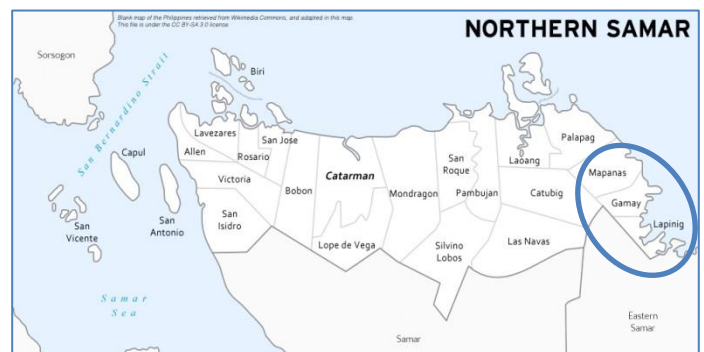 Blank map of the Philippines retrieved from Wikimedia Commons, and adapted in this map.
This file is under the CC BY-SA 3.0 license.
NORTHERN SAMAR
Sorsogon
San Bernardino Strait
Biri
Lavezares
San Jose
Palapag
Capul
Allen
Rosario
San
Roque
Laoang
Mapanas
Victoria
Catarman
Bobon
Mondragon
Pambujan
Catubig
Gamay
San
Vicente
San
Antonio
San
Isidro
Lapinig
Lope de Vega
Silvino
Lobos
Las Navas
Samar
Sea
Eastern
Samar
Samar